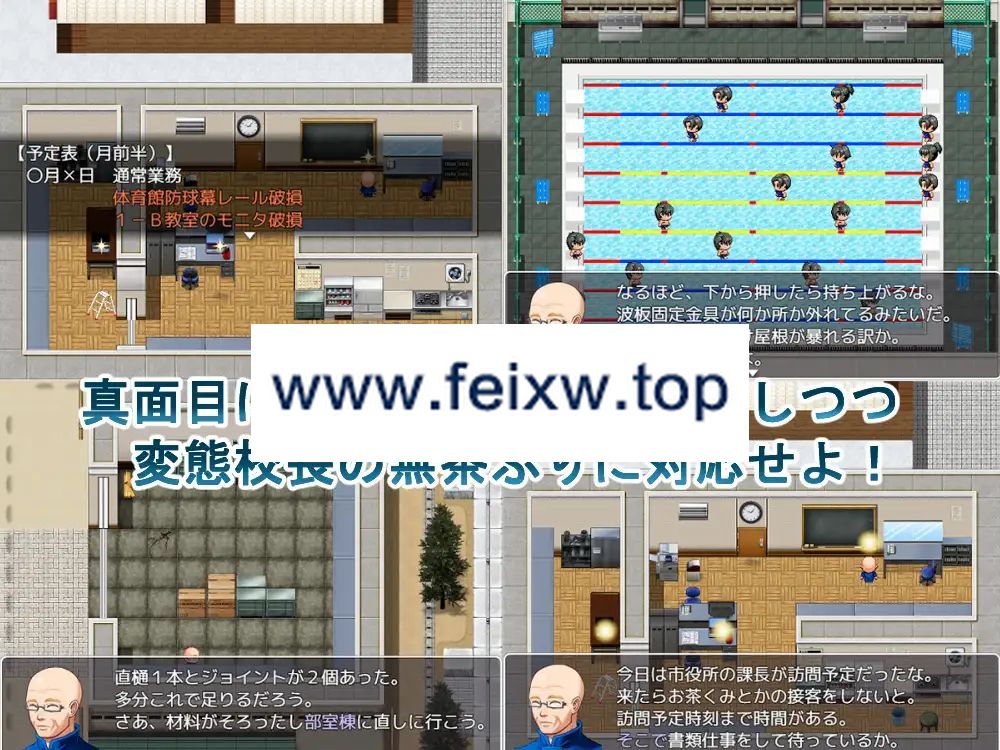 【予定表（月前半）】
〇月×日　通常業務
体育館防球幕レール破損
１－Ｂ教室のモニタ破損
なるほど、下から押したら持ち上がるな。
波板固定金具が何か所か外れてるみたいだ。
屋根が暴れる訳か。
www.feixw.top
真面目に
しつつ
変態校長の無茶ぶりに対応せよ！
直樋１本とジョイントが２個あった。
多分これで足りるだろう。
さあ、材料がそろったし部室棟に直しに行こう。
今日は市役所の課長が訪問予定だったな。
来たらお茶くみとかの接客をしないと。
訪問予定時刻まで時間がある。
そこで書類仕事をして待っているか。